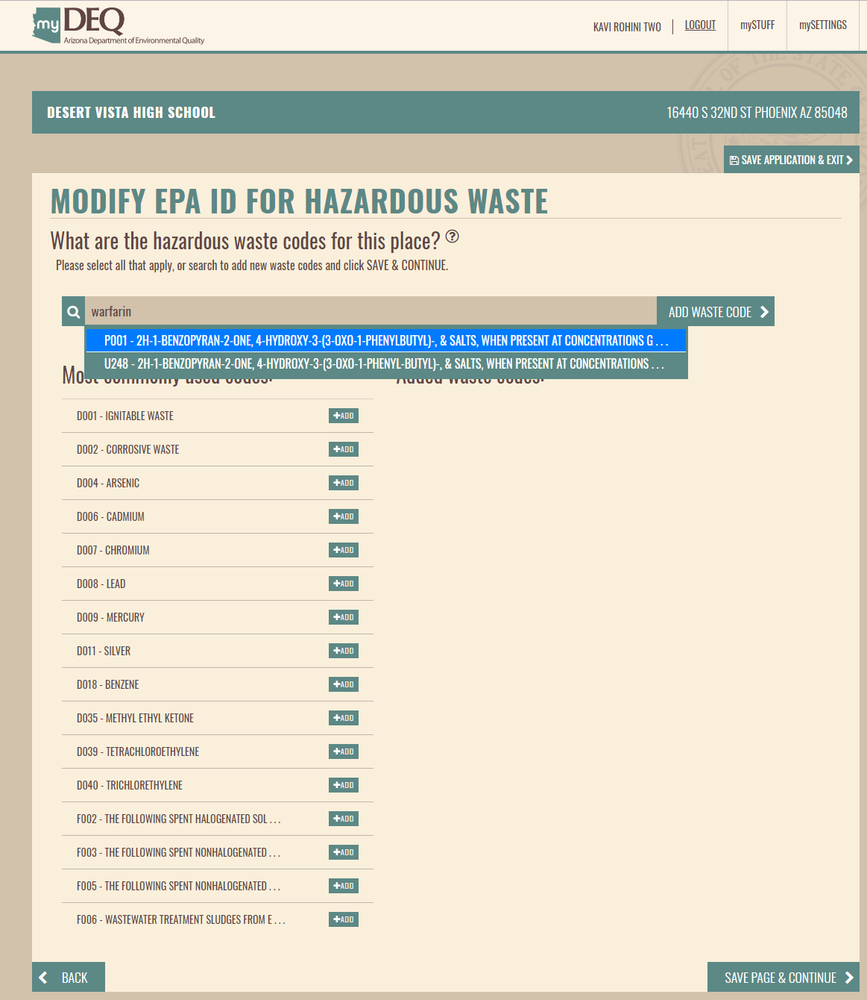 my DEQ
Arizona Department of Environmental Quality
KAVI ROHINI TWO
LOGOUT
mySTUFF
mySETTINGS
DESERT VISTA HIGH SCHOOL
16440 S 32ND ST PHOENIX AZ 85048
SAVE APPLICATION & EXIT
MODIFY EPA ID FOR HAZARDOUS WASTE
What are the hazardous waste codes for this place?
Please select all that apply, or search to add new waste codes and click SAVE & CONTINUE.
warfarin
ADD WASTE CODE
P001 - 2H-1-BENZOPYRAN-2-ONE, 4-HYDROXY-3-(3-OXO-1-PHENYLBUTYL)-, & SALTS, WHEN PRESENT AT CONCENTRATIONS G . . .
U248 - 2H-1-BENZOPYRAN-2-ONE, 4-HYDROXY-3-(3-OXO-1-PHENYL-BUTYL)-, & SALTS, WHEN PRESENT AT CONCENTRATIONS . . .
Most commonly used codes:
Added waste codes:
D001 - IGNITABLE WASTE
ADD
D002 - CORROSIVE WASTE
ADD
D004 - ARSENIC
ADD
D006 - CADMIUM
ADD
D007 - CHROMIUM
ADD
D008 - LEAD
ADD
D009 - MERCURY
ADD
D011 - SILVER
ADD
D018 - BENZENE
ADD
D035 - METHYL ETHYL KETONE
ADD
D039 - TETRACHLOROETHYLENE
ADD
D040 - TRICHLORETHYLENE
ADD
F002 - THE FOLLOWING SPENT HALOGENATED SOL . . .
ADD
F003 - THE FOLLOWING SPENT NONHALOGENATED . . .
ADD
F005 - THE FOLLOWING SPENT NONHALOGENATED . . .
ADD
F006 - WASTEWATER TREATMENT SLUDGES FROM E . . .
ADD
BACK
SAVE PAGE & CONTINUE